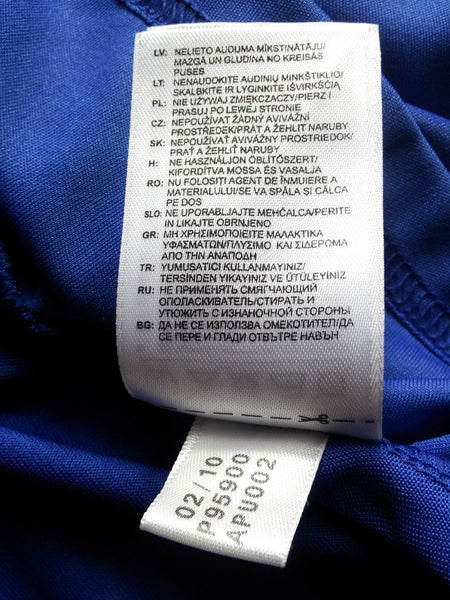 LV: NELIETO AUDUMA MĪKSTINĀTĀJU/
MAZGĀ UN GLUDINA NO KREISĀS
PUSES
LT: NENAUDOKITE AUDINIŲ MINKŠTIKLIO/
SKALBKITE IR LYGINKITE IŠVIRKŠČIĄ
PL: NIE UŻYWAJ ZMIĘKCZACZY/PIERZ I
PRASUJ PO LEWEJ STRONIE
CZ: NEPOUŽÍVAT ŽÁDNÝ AVIVÁŽNÍ
PROSTŘEDEK/PRÁT A ŽEHLIT NARUBY
SK: NEPOUŽÍVAŤ AVIVÁŽNY PROSTRIEDOK/
PRAŤ A ŽEHLIŤ NARUBY
H: NE HASZNÁLJON ÖBLÍTŐSZERT/
KIFORDÍTVA MOSSA ÉS VASALJA
RO: NU FOLOSIȚI AGENT DE ÎNMUIERE A
MATERIALULUI/SE VA SPĂLA ȘI CĂLCA
PE DOS
SLO: NE UPORABLJAJTE MEHČALCA/PERITE
IN LIKAJTE OBRNJENO
GR: ΜΗ ΧΡΗΣΙΜΟΠΟΙΕΙΤΕ ΜΑΛΑΚΤΙΚΑ
ΥΦΑΣΜΑΤΩΝ/ΠΛΥΣΙΜΟ ΚΑΙ ΣΙΔΕΡΩΜΑ
ΑΠΟ ΤΗΝ ΑΝΑΠΟΔΗ
TR: YUMUŞATICI KULLANMAYINIZ/
TERSİNDEN YIKAYINIZ VE ÜTÜLEYİNİZ
RU: НЕ ПРИМЕНЯТЬ СМЯГЧАЮЩИЙ
ОПОЛАСКИВАТЕЛЬ/СТИРАТЬ И
УТЮЖИТЬ С ИЗНАНОЧНОЙ СТОРОНЫ
BG: ДА НЕ СЕ ИЗПОЛЗВА ОМЕКОТИТЕЛ/ДА
СЕ ПЕРЕ И ГЛАДИ ОТВЪТРЕ НАВЪН
02/10
P95900
APU002